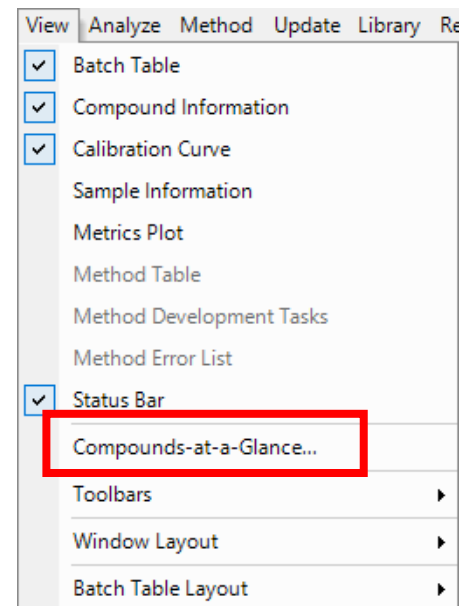 View Analyze Method Update Library Re
Batch Table
Compound Information
Calibration Curve
Sample Information
Metrics Plot
Method Table
Method Development Tasks
Method Error List
Status Bar
Compounds-at-a-Glance...
Toolbars
Window Layout
Batch Table Layout